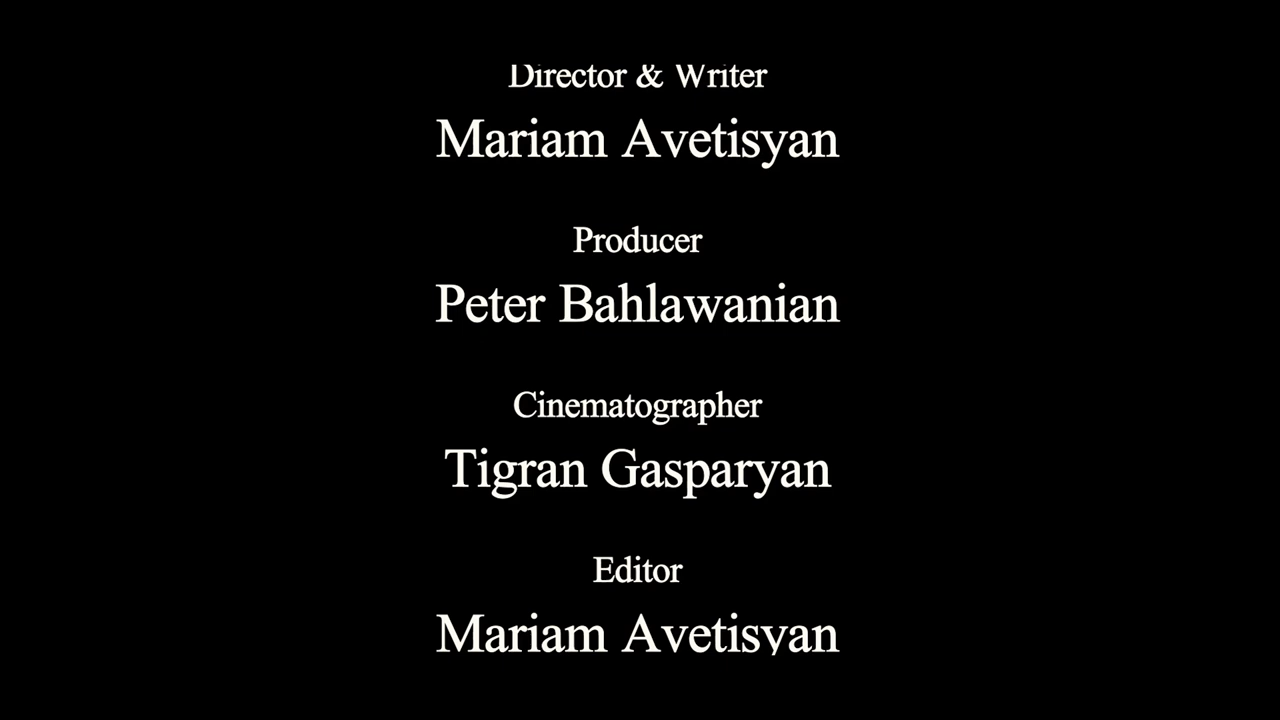 Director & Writer
Mariam Avetisyan
Producer
Peter Bahlawanian
Cinematographer
Tigran Gasparyan
Editor
Mariam Avetisyan